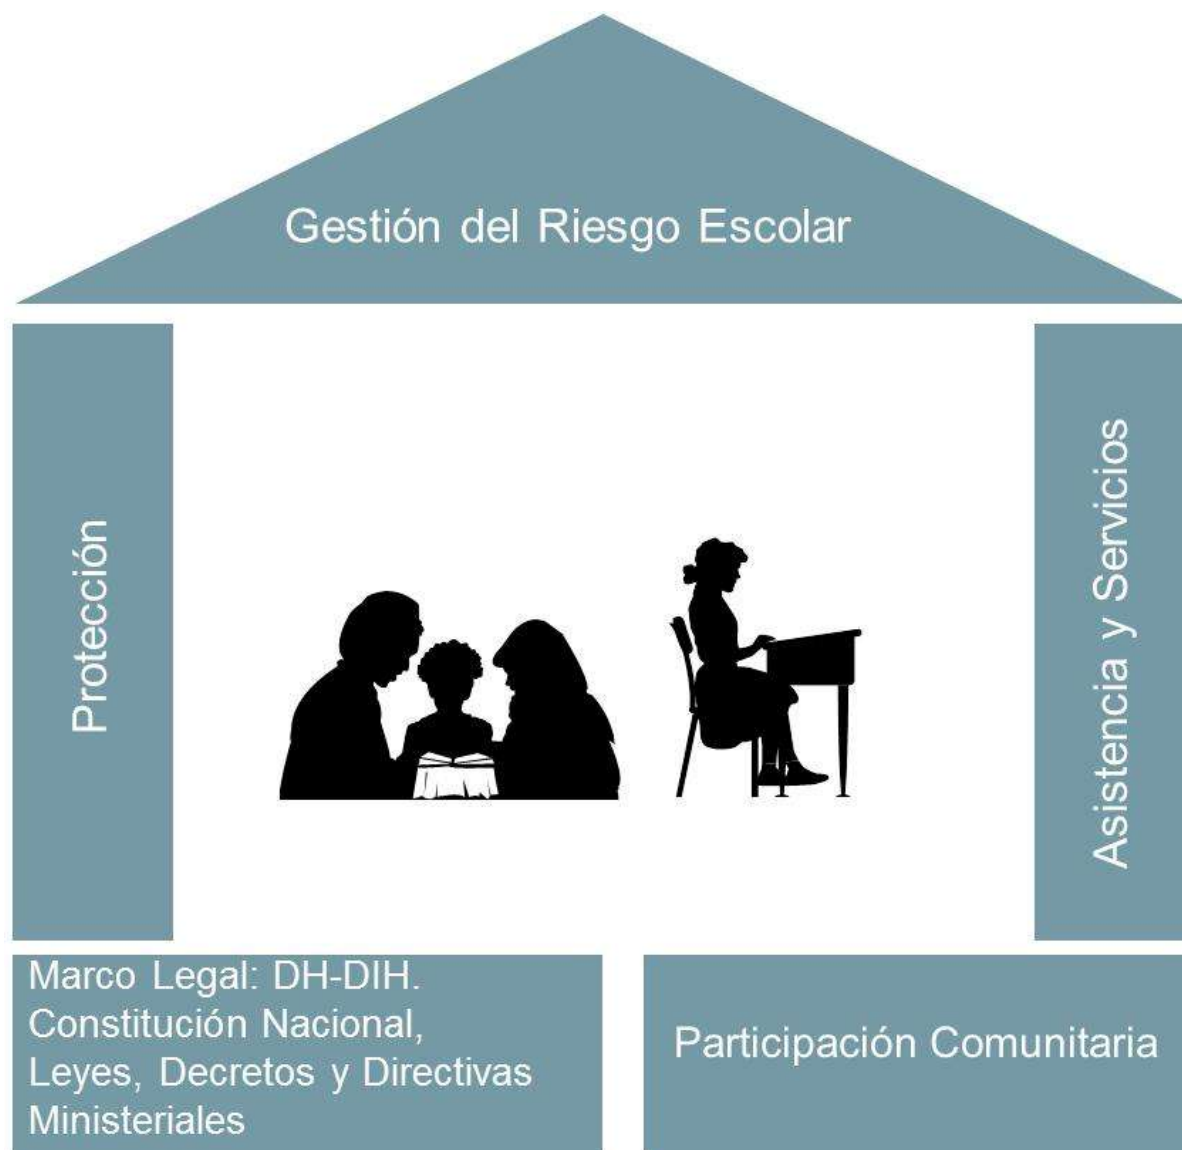 Gestión del Riesgo Escolar
Protección
Asistencia y Servicios
Marco Legal: DH-DIH.
Constitución Nacional,
Leyes, Decretos y Directivas
Ministeriales
Participación Comunitaria